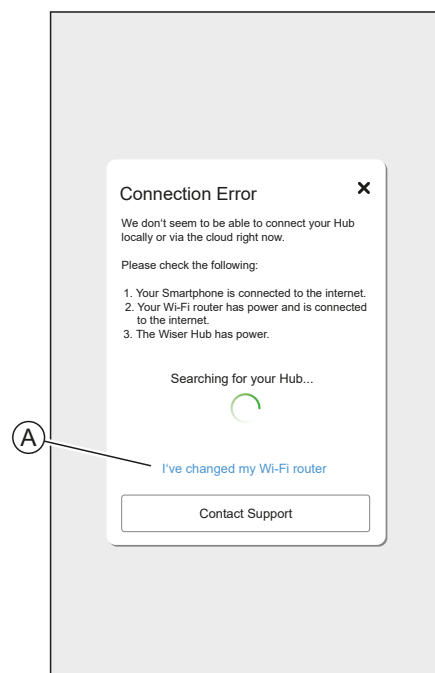 Connection Error
We don't seem to be able to connect your Hub
locally or via the cloud right now.
Please check the following:
1. Your Smartphone is connected to the internet.
2. Your Wi-Fi router has power and is connected
to the internet.
3. The Wiser Hub has power.
Searching for your Hub...
A
I've changed my Wi-Fi router
Contact Support